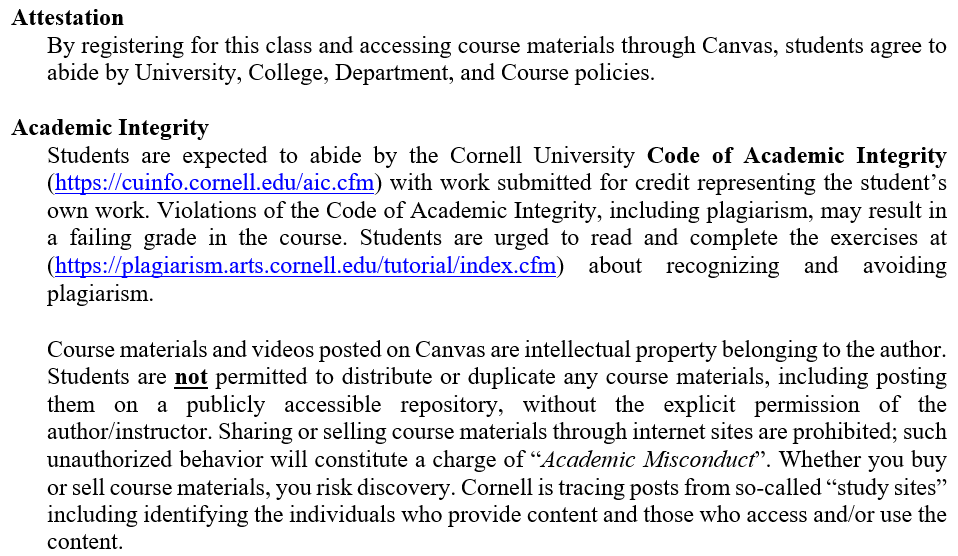 Attestation
By registering for this class and accessing course materials through Canvas, students agree to
abide by University, College, Department, and Course policies.
Academic Integrity
Students are expected to abide by the Cornell University Code of Academic Integrity
(https://cuinfo.cornell.edu/aic.cfm) with work submitted for credit representing the student’s
own work. Violations of the Code of Academic Integrity, including plagiarism, may result in
a failing grade in the course. Students are urged to read and complete the exercises at
(https://plagiarism.arts.cornell.edu/tutorial/index.cfm) about recognizing and avoiding
plagiarism.
Course materials and videos posted on Canvas are intellectual property belonging to the author.
Students are not permitted to distribute or duplicate any course materials, including posting
them on a publicly accessible repository, without the explicit permission of the
author/instructor. Sharing or selling course materials through internet sites are prohibited; such
unauthorized behavior will constitute a charge of “Academic Misconduct”. Whether you buy
or sell course materials, you risk discovery. Cornell is tracing posts from so-called “study sites”
including identifying the individuals who provide content and those who access and/or use the
content.